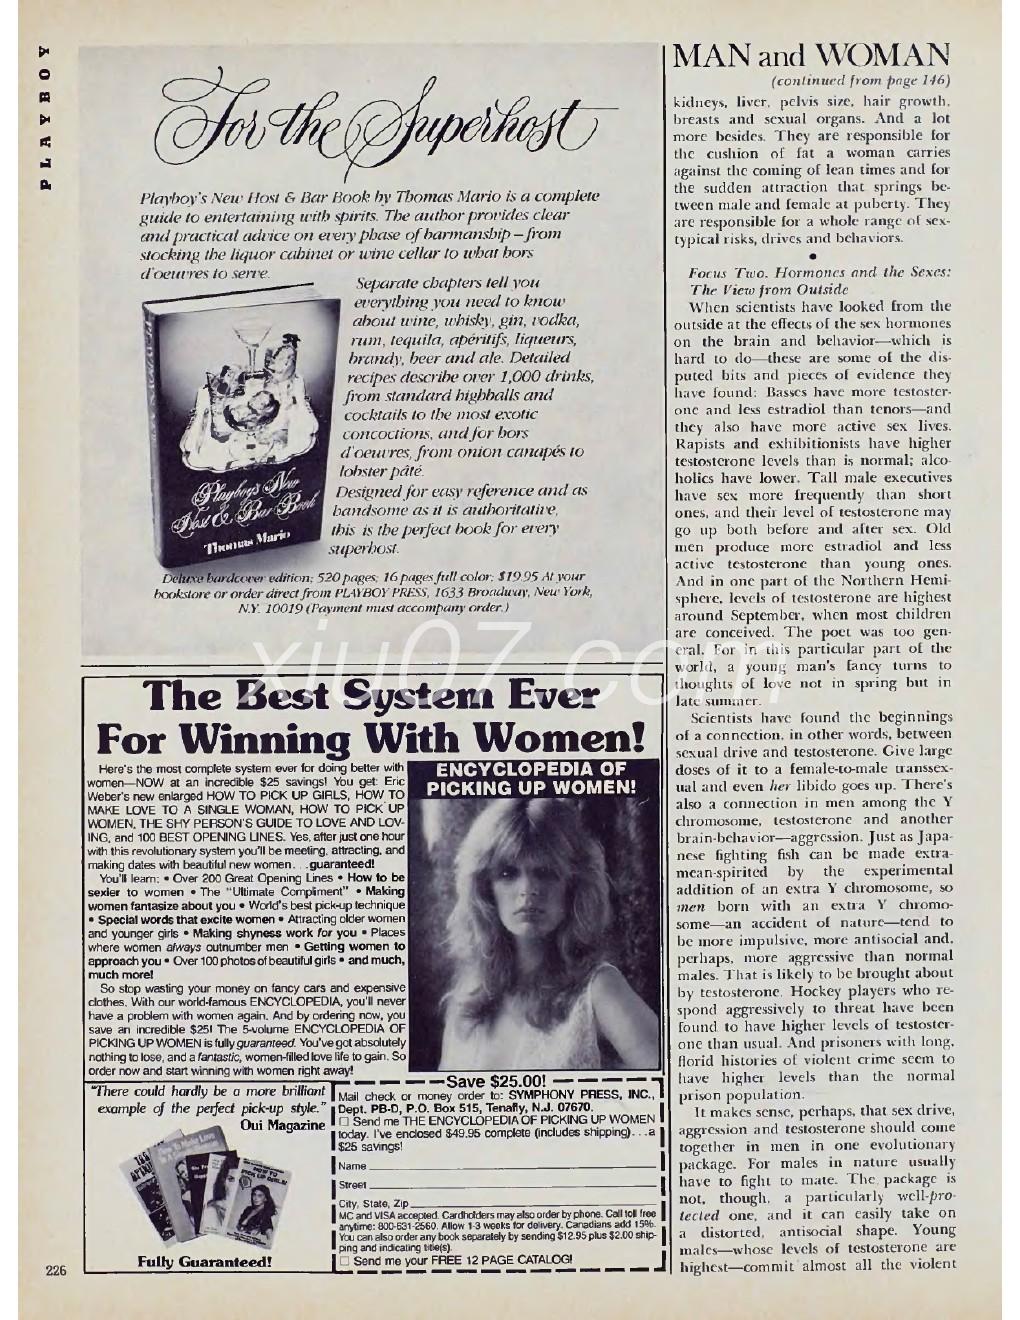 PLAYBOY
For the Superhost
Playboy's New Host & Bar Book by Thomas Mario is a complete
guide to entertaining with spirits. The author provides clear
and practical advice on every phase of barmanship—from
stocking the liquor cabinet or wine cellar to what hors
d'oeuvres to serve.
Separate chapters tell you
everything you need to know
about wine, whisky, gin, vodka,
rum, tequila, apéritifs, liqueurs,
brandy, beer and ale. Detailed
recipes describe over 1,000 drinks,
from standard highballs and
cocktails to the most exotic
concoctions, and for hors
d'oeuvres, from onion canapés to
lobster pâté.
Designed for easy reference and as
handsome as it is authoritative,
this is the perfect book for every
superhost.
Playboy's New
Host & Bar Book
Thomas Mario
Deluxe hardcover edition; 520 pages; 16 pages full color; $19.95 At your
bookstore or order direct from PLAYBOY PRESS, 1633 Broadway, New York,
N.Y. 10019 (Payment must accompany order.)
xiu07.com
The Best System Ever
For Winning With Women!
Here's the most complete system ever for doing better with
women—NOW at an incredible $25 savings! You get: Eric
Weber's new enlarged HOW TO PICK UP GIRLS, HOW TO
MAKE LOVE TO A SINGLE WOMAN, HOW TO PICK UP
WOMEN, THE SHY PERSON'S GUIDE TO LOVE AND LOV-
ING, and 100 BEST OPENING LINES. Yes, after just one hour
with this revolutionary system you'll be meeting, attracting, and
making dates with beautiful new women. . .guaranteed!
You'll learn: • Over 200 Great Opening Lines • How to be
sexier to women • The "Ultimate Compliment" • Making
women fantasize about you • World's best pick-up technique
• Special words that excite women • Attracting older women
and younger girls • Making shyness work for you • Places
where women always outnumber men • Getting women to
approach you • Over 100 photos of beautiful girls • and much,
much more!
So stop wasting your money on fancy cars and expensive
clothes. With our world-famous ENCYCLOPEDIA, you'll never
have a problem with women again. And by ordering now, you
save an incredible $25! The 5-volume ENCYCLOPEDIA OF
PICKING UP WOMEN is fully guaranteed. You've got absolutely
nothing to lose, and a fantastic, women-filled love life to gain. So
order now and start winning with women right away!
ENCYCLOPEDIA OF
PICKING UP WOMEN!
"There could hardly be a more brilliant
example of the perfect pick-up style."
Oui Magazine
Fully Guaranteed!
Save $25.00!
Mail check or money order to: SYMPHONY PRESS, INC.,
Dept. PB-D, P.O. Box 515, Tenafly, N.J. 07670.
□ Send me THE ENCYCLOPEDIA OF PICKING UP WOMEN
today. I've enclosed $49.95 complete (includes shipping). . .a
$25 savings!
Name
Street
City, State, Zip
MC and VISA accepted. Cardholders may also order by phone. Call toll free
anytime: 800-631-2560. Allow 1-3 weeks for delivery. Canadians add 15%.
You can also order any book separately by sending $12.95 plus $2.00 ship-
ping and indicating title(s).
□ Send me your FREE 12 PAGE CATALOG!
226
MAN and WOMAN
(continued from page 146)
kidneys, liver, pelvis size, hair growth,
breasts and sexual organs. And a lot
more besides. They are responsible for
the cushion of fat a woman carries
against the coming of lean times and for
the sudden attraction that springs be-
tween male and female at puberty. They
are responsible for a whole range of sex-
typical risks, drives and behaviors.
•
Focus Two. Hormones and the Sexes:
The View from Outside
When scientists have looked from the
outside at the effects of the sex hormones
on the brain and behavior—which is
hard to do—these are some of the dis-
puted bits and pieces of evidence they
have found: Basses have more testoster-
one and less estradiol than tenors—and
they also have more active sex lives.
Rapists and exhibitionists have higher
testosterone levels than is normal; alco-
holics have lower. Tall male executives
have sex more frequently than short
ones, and their level of testosterone may
go up both before and after sex. Old
men produce more estradiol and less
active testosterone than young ones.
And in one part of the Northern Hemi-
sphere, levels of testosterone are highest
around September, when most children
are conceived. The poet was too gen-
eral. For in this particular part of the
world, a young man's fancy turns to
thoughts of love not in spring but in
late summer.
Scientists have found the beginnings
of a connection, in other words, between
sexual drive and testosterone. Give large
doses of it to a female-to-male transsex-
ual and even her libido goes up. There's
also a connection in men among the Y
chromosome, testosterone and another
brain-behavior—aggression. Just as Japa-
nese fighting fish can be made extra-
mean-spirited by the experimental
addition of an extra Y chromosome, so
men born with an extra Y chromo-
some—an accident of nature—tend to
be more impulsive, more antisocial and,
perhaps, more aggressive than normal
males. That is likely to be brought about
by testosterone. Hockey players who re-
spond aggressively to threat have been
found to have higher levels of testoster-
one than usual. And prisoners with long,
florid histories of violent crime seem to
have higher levels than the normal
prison population.
It makes sense, perhaps, that sex drive,
aggression and testosterone should come
together in men in one evolutionary
package. For males in nature usually
have to fight to mate. The package is
not, though, a particularly well-pro-
tected one, and it can easily take on
a distorted, antisocial shape. Young
males—whose levels of testosterone are
highest—commit almost all the violent